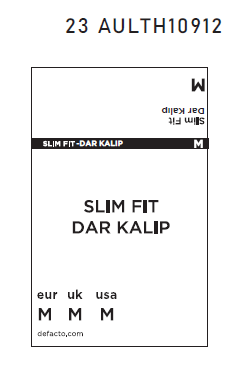 23 AULTH10912
M
Slim Fit
Dar Kalıp
SLIM FIT-DAR KALIP M
SLIM FIT
DAR KALIP
eur uk usa
M M M
defacto.com